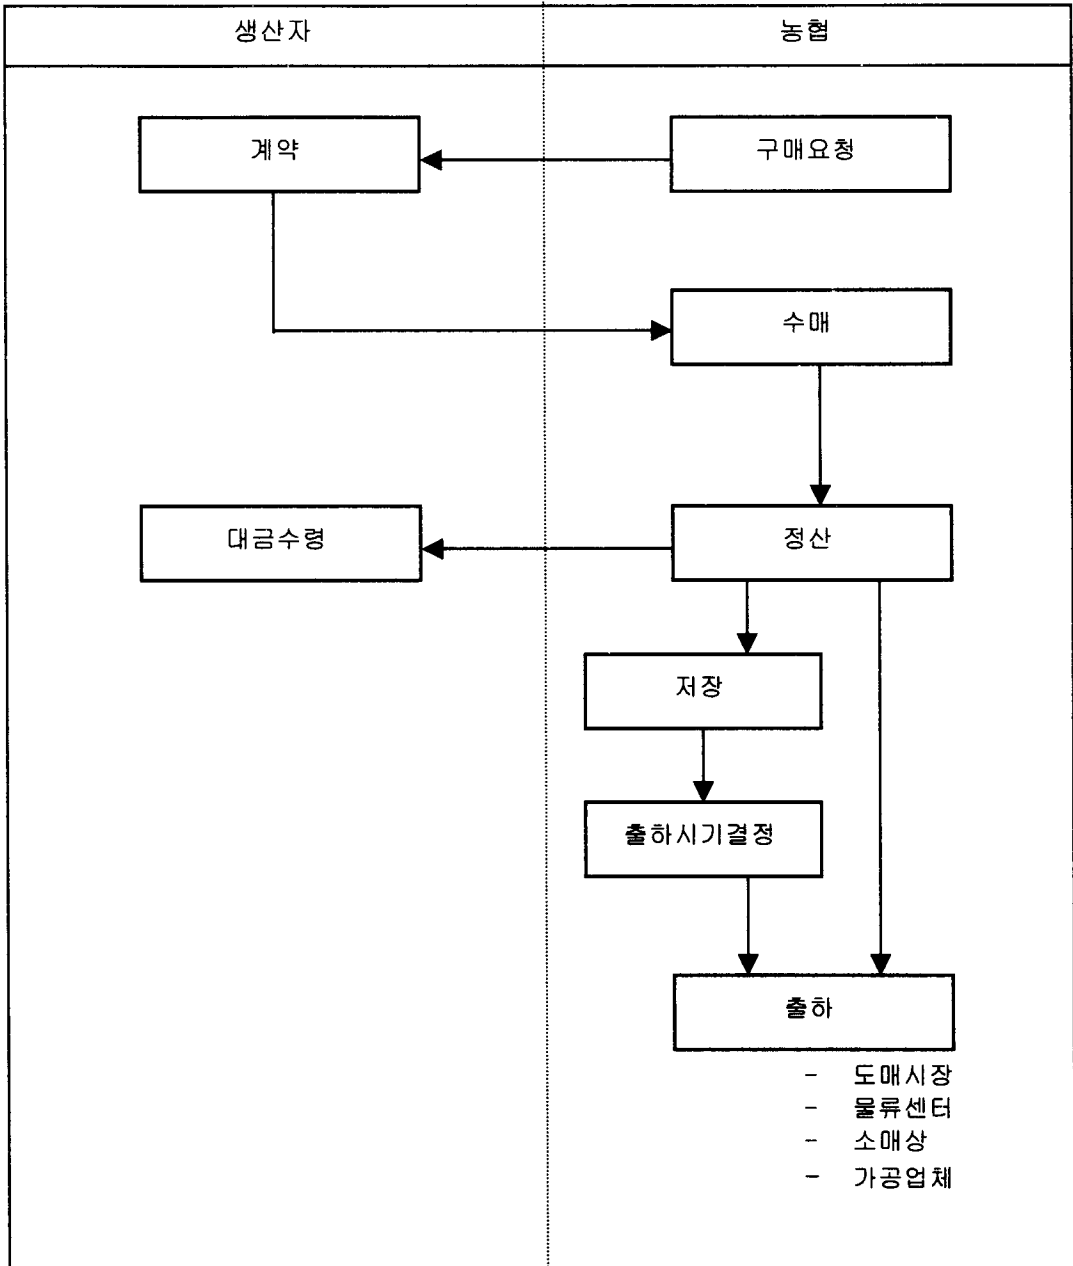 생산자
농협
계약
구매요청
수매
대금수령
정산
저장
출하시기결정
출하
- 도매시장
- 물류센터
- 소매상
- 가공업체